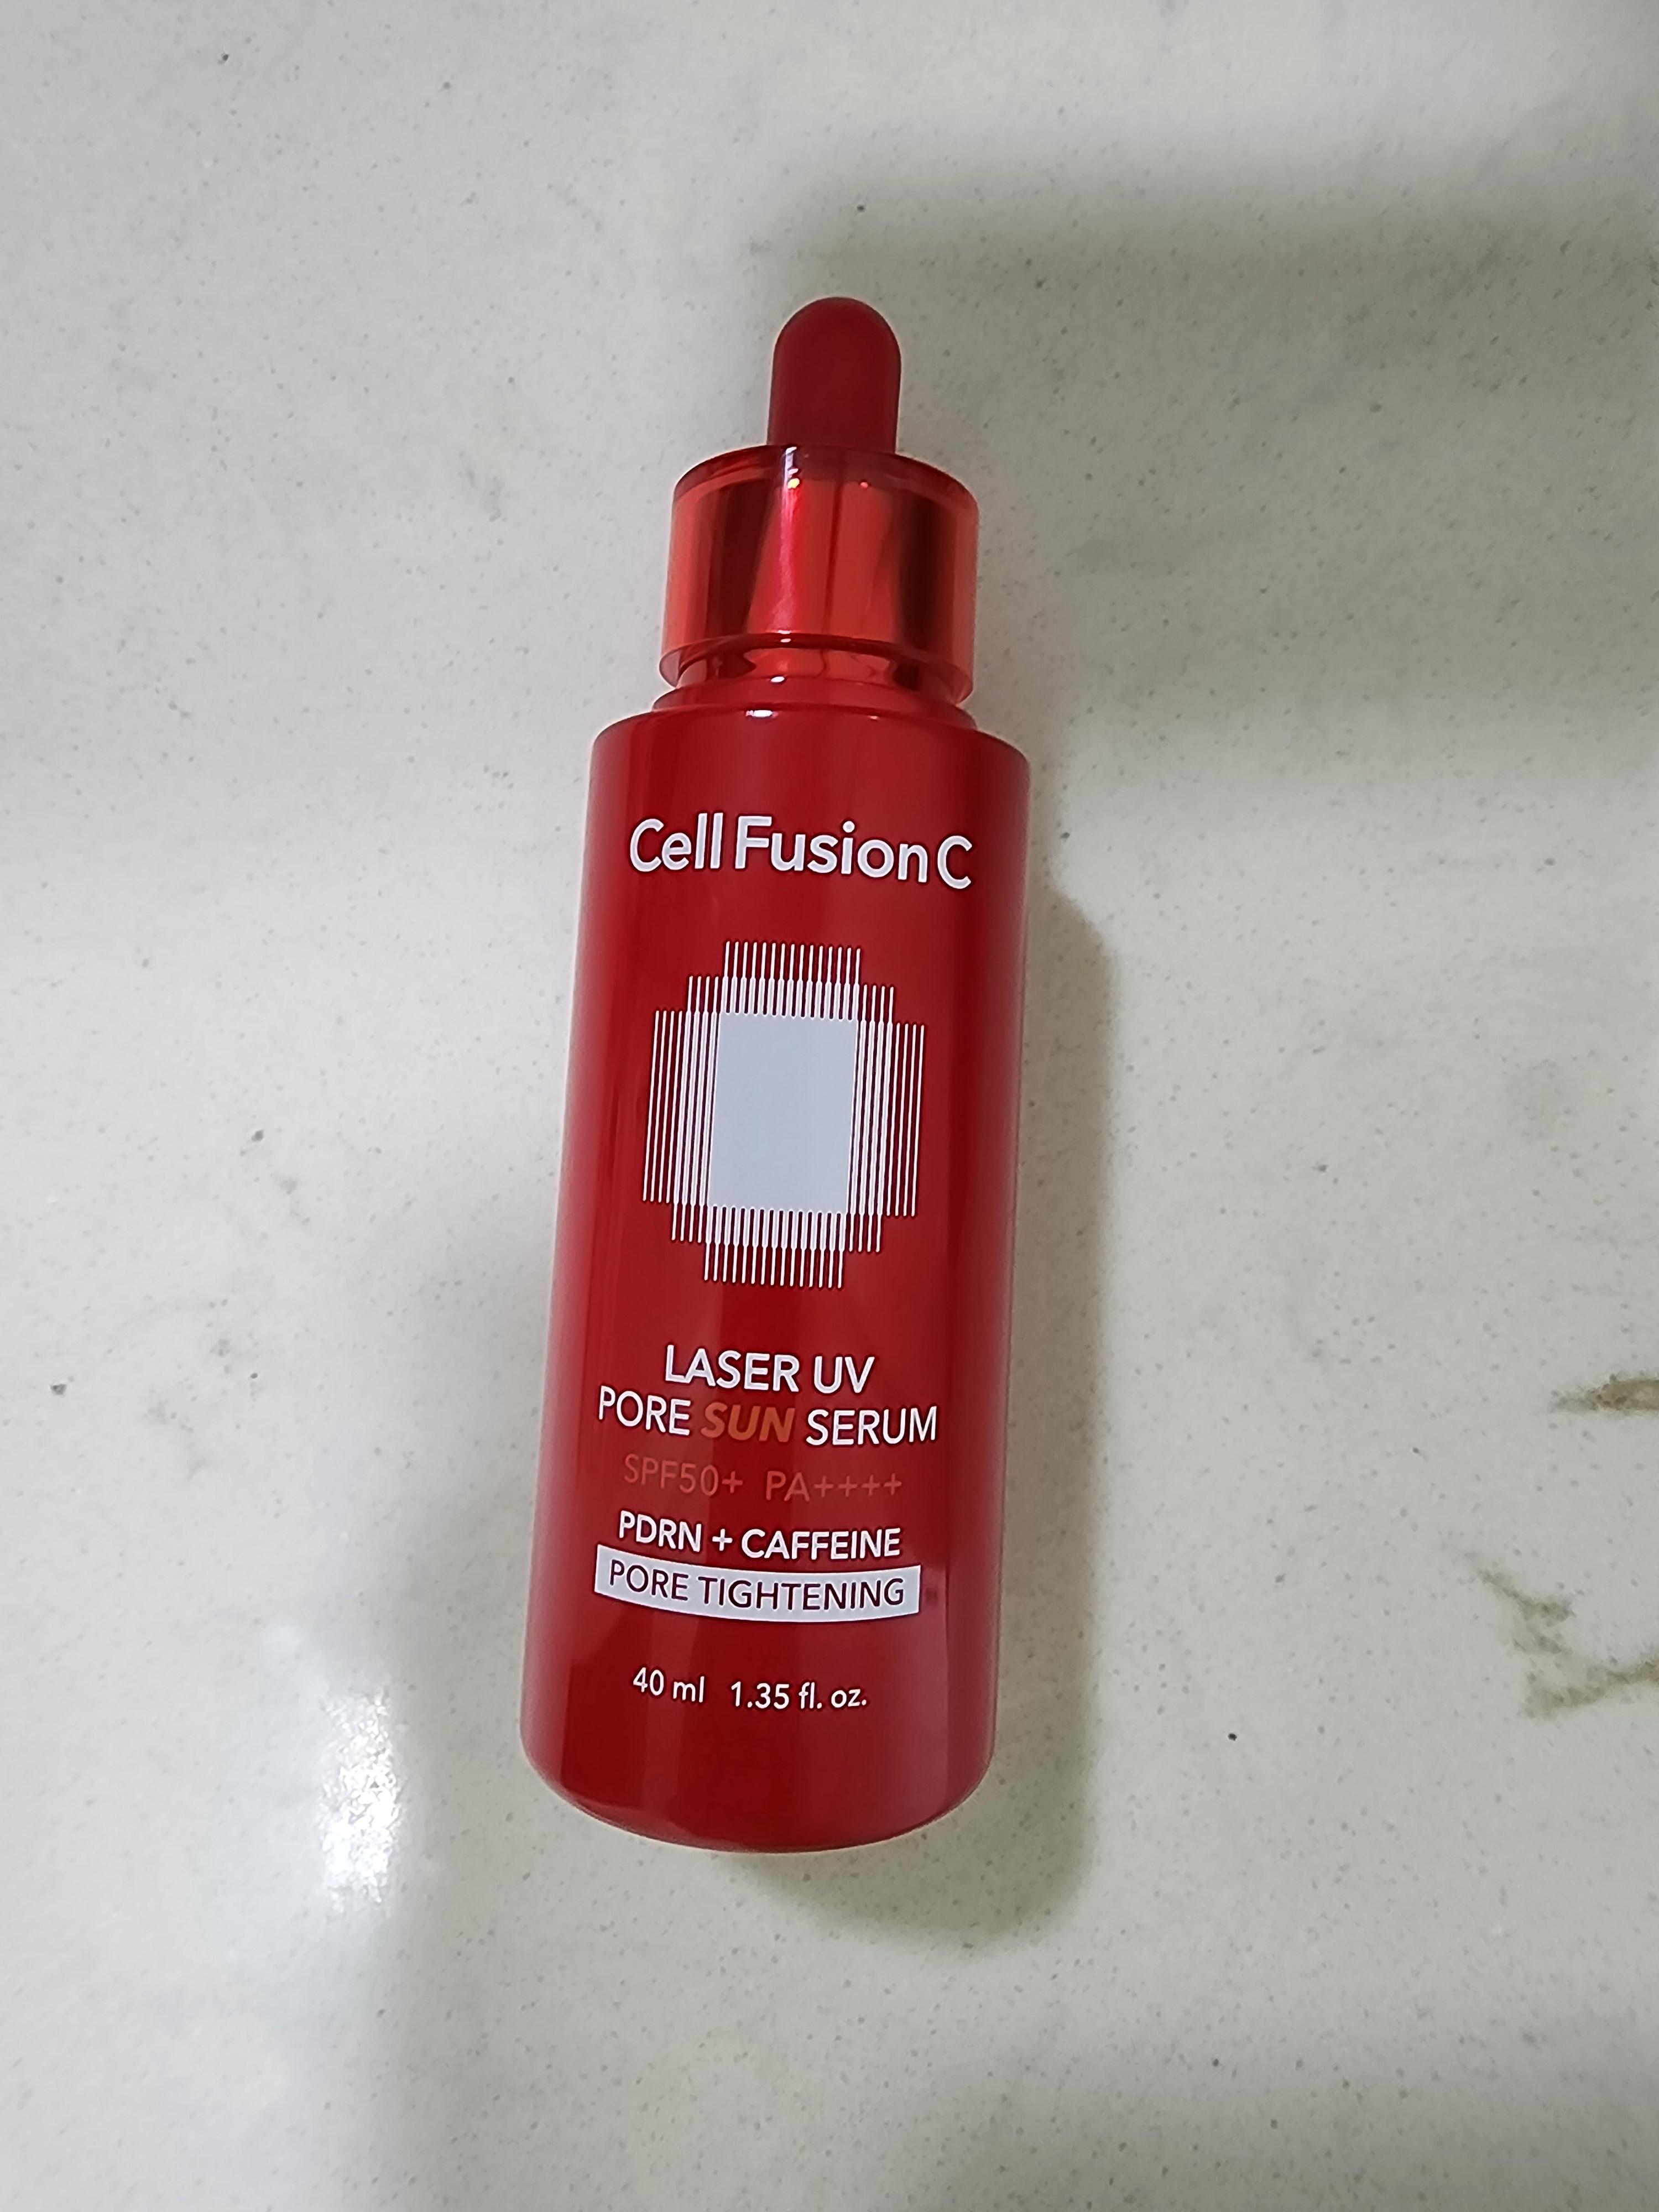 Cell Fusion C
LASER UV
PORE SUN SERUM
SPF50+ PA++++
PDRN + CAFFEINE
PORE TIGHTENING
40 ml 1.35 fl. oz.